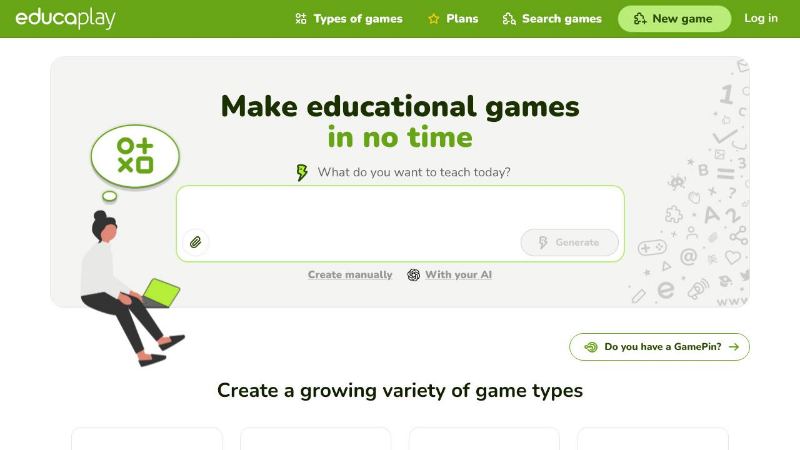 educaplay
Types of games
Plans
Search games
New game
Log in
Make educational games
in no time
What do you want to teach today?
Generate
Create manually
With your AI
Do you have a GamePin?
Create a growing variety of game types